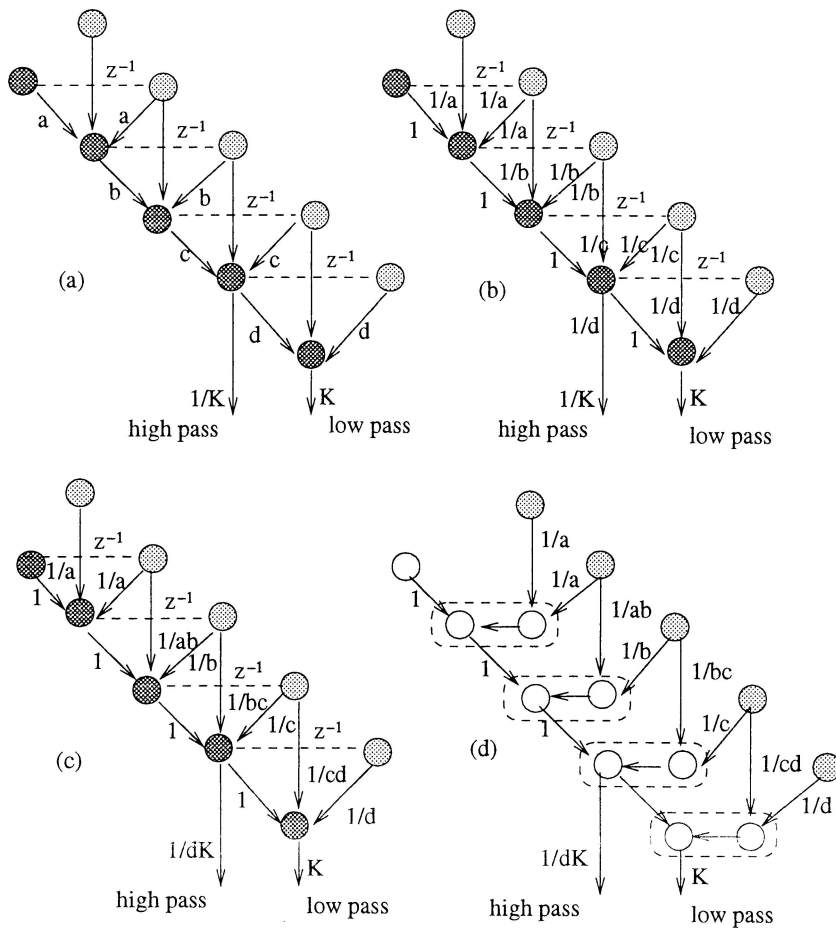 z⁻¹
a
a
z⁻¹
b
b
z⁻¹
c
c
z⁻¹
(a)
d
d
1/K
K
high pass
low pass
z⁻¹
1/a
1/a
1
1/a
z⁻¹
1/b
1/b
1
1/b
z⁻¹
1/c
1/c
1
1/c
z⁻¹
(b)
1/d
1/d
1/d
1
1/K
K
high pass
low pass
z⁻¹
1/a
1/a
1
z⁻¹
1/ab
1
1/b
z⁻¹
1/bc
1
1/c
z⁻¹
(c)
1/cd
1
1/d
1/dK
K
high pass
low pass
1/a
1/a
1
1/ab
1
1/b
1/bc
1
1/c
(d)
1/cd
1/d
1/dK
K
high pass
low pass